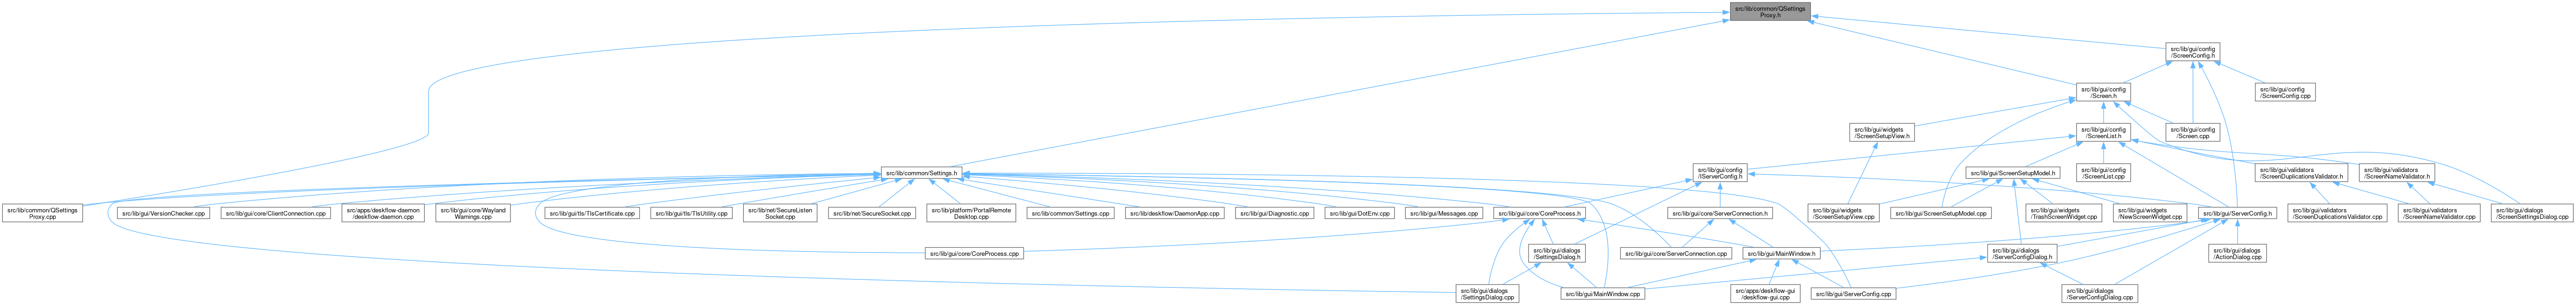 src/lib/common/QSettings
Proxy.h
src/lib/gui/config
/ScreenConfig.h
src/lib/gui/config
/Screen.h
src/lib/gui/config
/ScreenConfig.cpp
src/lib/gui/widgets
/ScreenSetupView.h
src/lib/gui/config
/ScreenList.h
src/lib/gui/config
/Screen.cpp
src/lib/common/Settings.h
src/lib/gui/config
/IServerConfig.h
src/lib/gui/ScreenSetupModel.h
src/lib/gui/config
/ScreenList.cpp
src/lib/gui/validators
/ScreenDuplicationsValidator.h
src/lib/gui/validators
/ScreenNameValidator.h
src/lib/common/QSettings
Proxy.cpp
src/lib/gui/VersionChecker.cpp
src/lib/gui/core/ClientConnection.cpp
src/apps/deskflow-daemon
/deskflow-daemon.cpp
src/lib/gui/core/Wayland
Warnings.cpp
src/lib/gui/tls/TlsCertificate.cpp
src/lib/gui/tls/TlsUtility.cpp
src/lib/net/SecureListen
Socket.cpp
src/lib/net/SecureSocket.cpp
src/lib/platform/PortalRemote
Desktop.cpp
src/lib/common/Settings.cpp
src/lib/deskflow/DaemonApp.cpp
src/lib/gui/Diagnostic.cpp
src/lib/gui/DotEnv.cpp
src/lib/gui/Messages.cpp
src/lib/gui/core/CoreProcess.h
src/lib/gui/core/ServerConnection.h
src/lib/gui/widgets
/ScreenSetupView.cpp
src/lib/gui/ScreenSetupModel.cpp
src/lib/gui/widgets
/TrashScreenWidget.cpp
src/lib/gui/widgets
/NewScreenWidget.cpp
src/lib/gui/ServerConfig.h
src/lib/gui/validators
/ScreenDuplicationsValidator.cpp
src/lib/gui/validators
/ScreenNameValidator.cpp
src/lib/gui/dialogs
/ScreenSettingsDialog.cpp
src/lib/gui/core/CoreProcess.cpp
src/lib/gui/dialogs
/SettingsDialog.h
src/lib/gui/core/ServerConnection.cpp
src/lib/gui/MainWindow.h
src/lib/gui/dialogs
/ServerConfigDialog.h
src/lib/gui/dialogs
/ActionDialog.cpp
src/lib/gui/dialogs
/SettingsDialog.cpp
src/lib/gui/MainWindow.cpp
src/apps/deskflow-gui
/deskflow-gui.cpp
src/lib/gui/ServerConfig.cpp
src/lib/gui/dialogs
/ServerConfigDialog.cpp